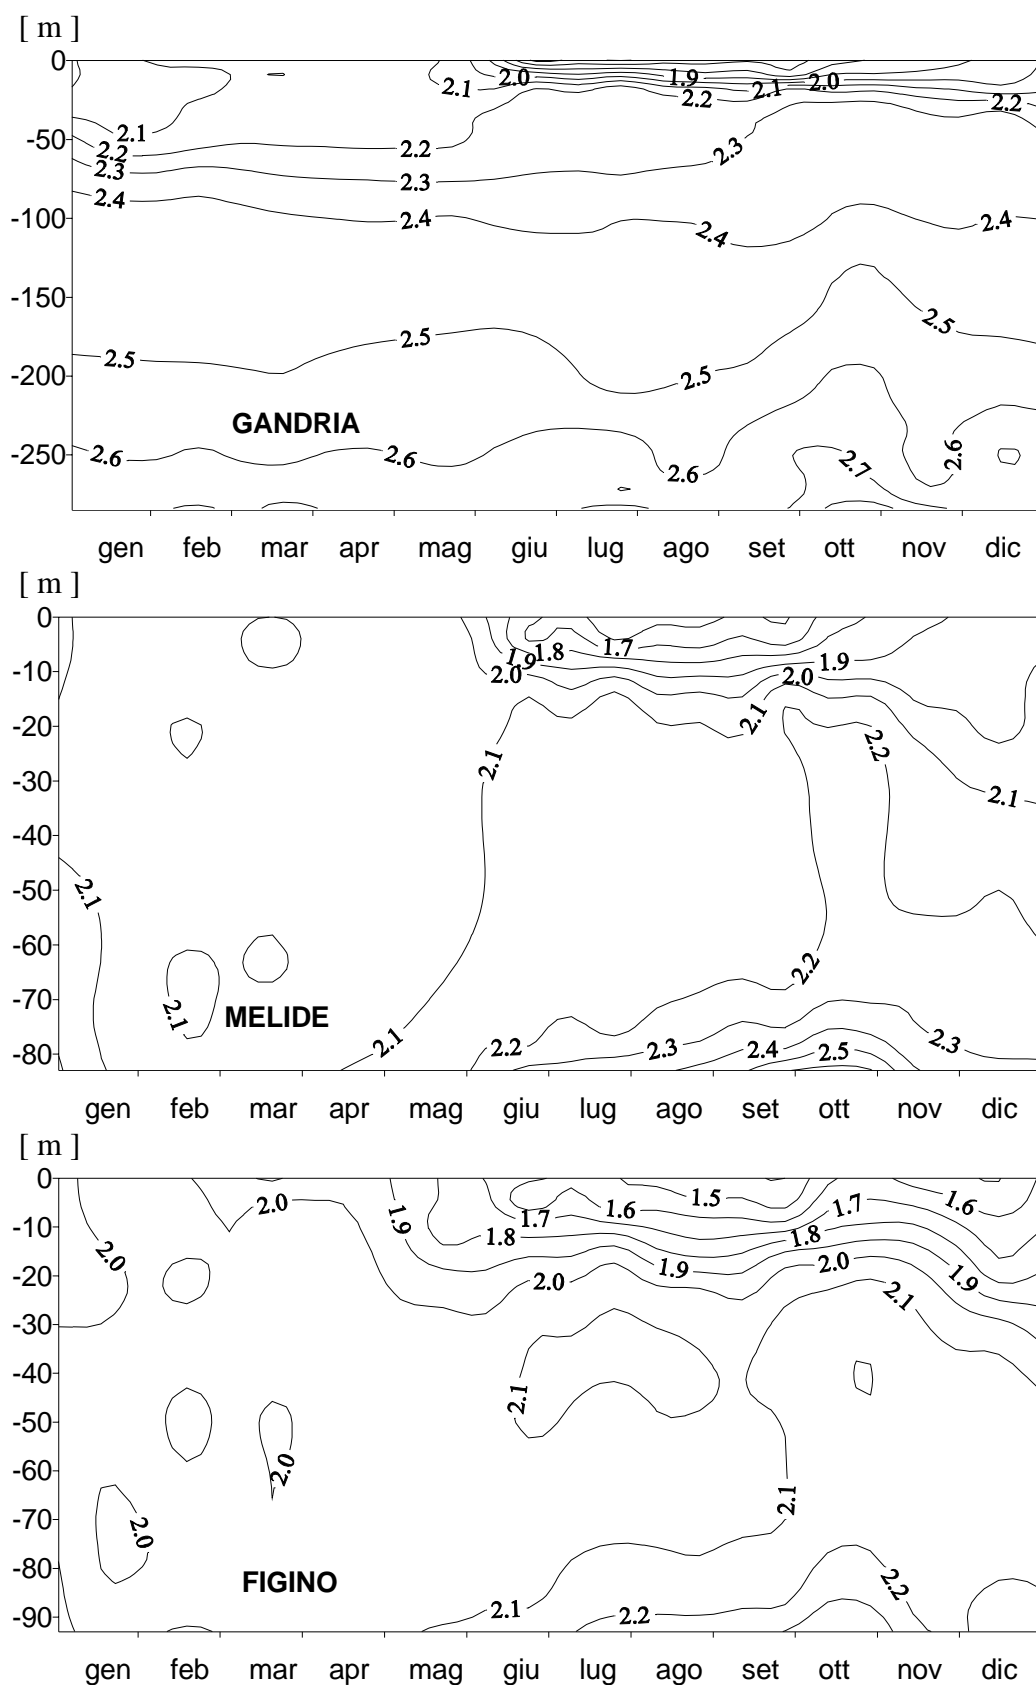 [ m ]
0
2.0 1.9 2.0
2.1 2.1
2.2 2.2
-50 2.1
2.2 2.2 2.3
2.3 2.3
2.4
-100 2.4 2.4 2.4
-150
2.5
-200 2.5 2.5 2.5
GANDRIA
-250 2.6 2.6 2.6 2.7 2.6
gen feb mar apr mag giu lug ago set ott nov dic
[ m ]
0
1.9 1.8 1.7 1.9
-10 2.0 2.0
2.1
-20 2.2
-30 2.1 2.1
-40
-50 2.1
-60
2.2
-70
2.1 MELIDE
-80 2.1 2.2 2.3 2.4 2.5 2.3
gen feb mar apr mag giu lug ago set ott nov dic
[ m ]
0
2.0 1.6 1.5 1.7 1.6
-10 1.9 1.7
1.8 1.8
2.0
-20 2.0 1.9 2.0 1.9
2.1
-30
-40
2.1
-50
-60 2.0
2.1
-70
2.0
-80
FIGINO 2.2
-90 2.1 2.2
gen feb mar apr mag giu lug ago set ott nov dic